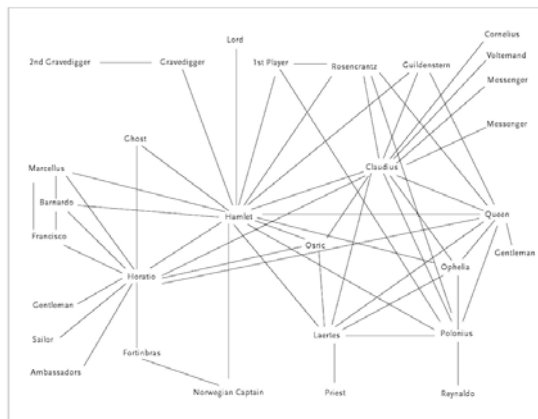 Lord
Cornelius
Voltemand
2nd Gravedigger
Gravedigger
1st Player
Rosencrantz
Guildenstern
Messenger
Messenger
Ghost
Marcellus
Claudius
Barnardo
Hamlet
Queen
Francisco
Osric
Gentleman
Horatio
Ophelia
Gentleman
Laertes
Polonius
Sailor
Fortinbras
Ambassadors
Norwegian Captain
Priest
Reynaldo